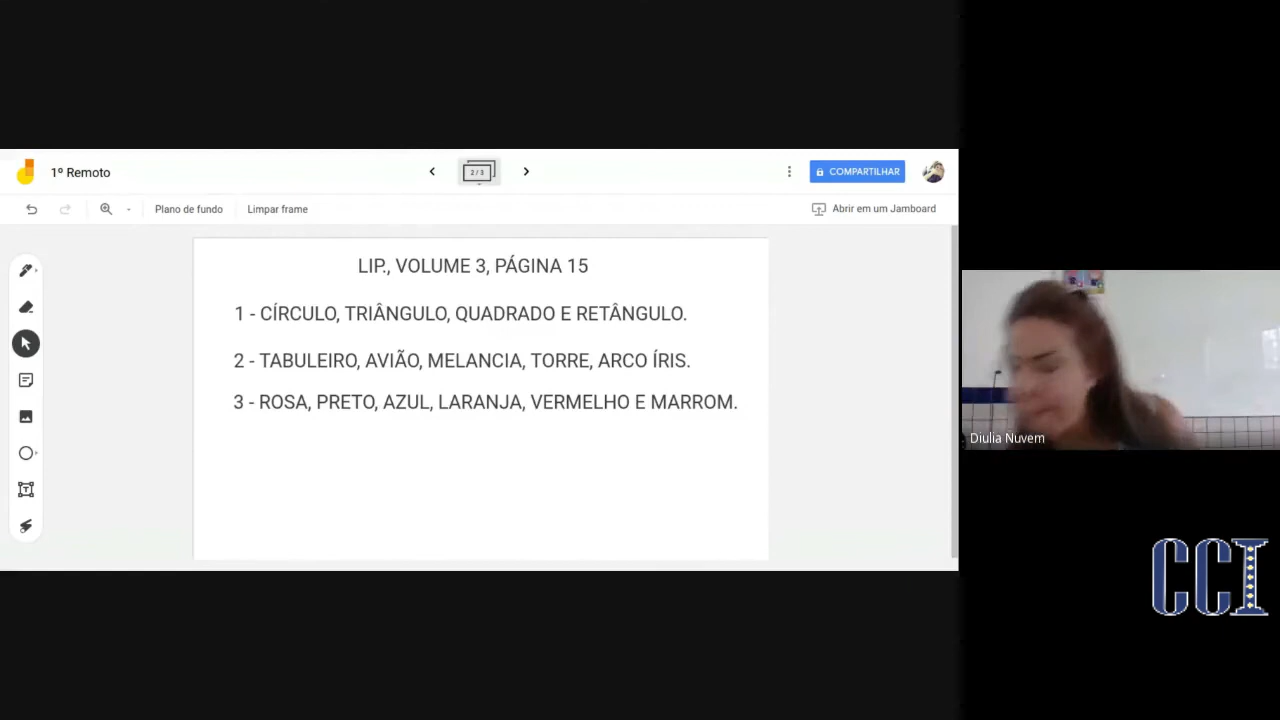 1º Remoto
2 / 3
COMPARTILHAR
Plano de fundo
Limpar frame
Abrir em um Jamboard
LIP., VOLUME 3, PÁGINA 15
1 - CÍRCULO, TRIÂNGULO, QUADRADO E RETÂNGULO.
2 - TABULEIRO, AVIÃO, MELANCIA, TORRE, ARCO ÍRIS.
3 - ROSA, PRETO, AZUL, LARANJA, VERMELHO E MARROM.
Diulia Nuvem
CCI